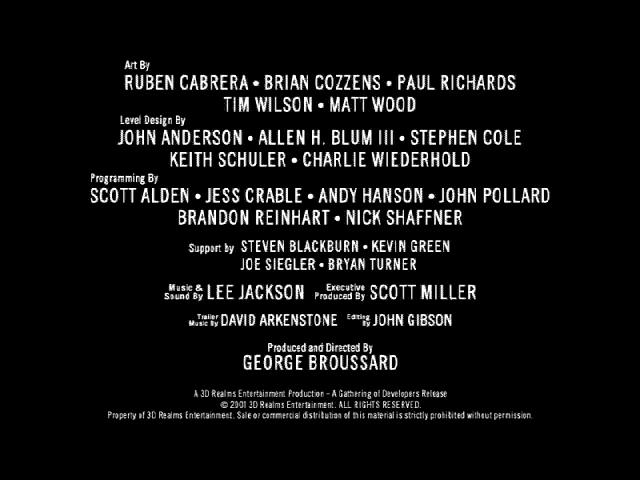 Art By
RUBEN CABRERA • BRIAN COZZENS • PAUL RICHARDS
TIM WILSON • MATT WOOD
Level Design By
JOHN ANDERSON • ALLEN H. BLUM III • STEPHEN COLE
KEITH SCHULER • CHARLIE WIEDERHOLD
Programming By
SCOTT ALDEN • JESS CRABLE • ANDY HANSON • JOHN POLLARD
BRANDON REINHART • NICK SHAFFNER
Support by STEVEN BLACKBURN • KEVIN GREEN
JOE SIEGLER • BRYAN TURNER
Music & Sound By LEE JACKSON Executive Produced By SCOTT MILLER
Trailer Music By DAVID ARKENSTONE Editing By JOHN GIBSON
Produced and Directed By
GEORGE BROUSSARD
A 3D Realms Entertainment Production – A Gathering of Developers Release
© 2001 3D Realms Entertainment. ALL RIGHTS RESERVED.
Property of 3D Realms Entertainment. Sale or commercial distribution of this material is strictly prohibited without permission.